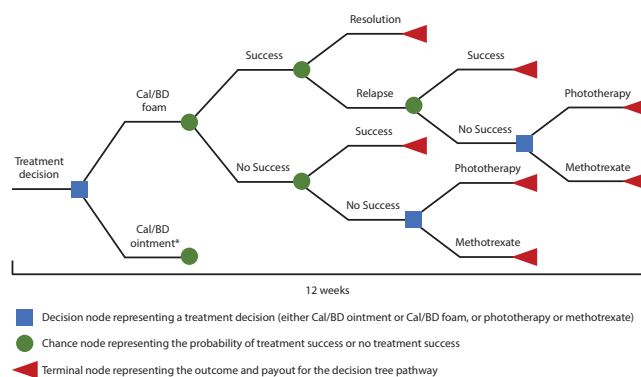 Resolution
Success
Success
Cal/BD
foam
Relapse
Phototherapy
Success
No Success
Treatment
decision
No Success
Phototherapy
Methotrexate
No Success
Cal/BD
ointment*
Methotrexate
12 weeks
Decision node representing a treatment decision (either Cal/BD ointment or Cal/BD foam, or phototherapy or methotrexate)
Chance node representing the probability of treatment success or no treatment success
Terminal node representing the outcome and payout for the decision tree pathway